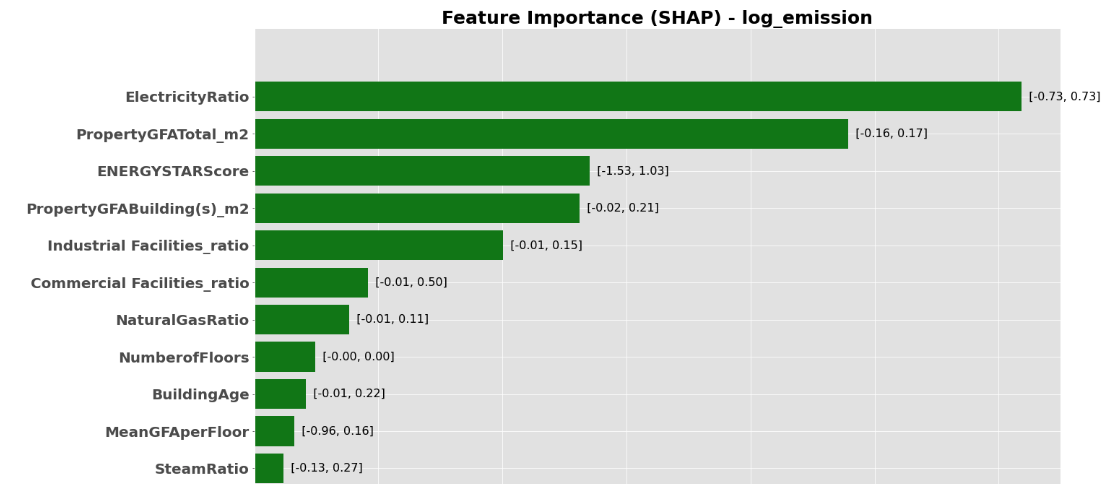 Feature Importance (SHAP) - log_emission
ElectricityRatio [-0.73, 0.73]
PropertyGFATotal_m2 [-0.16, 0.17]
ENERGYSTARScore [-1.53, 1.03]
PropertyGFABuilding(s)_m2 [-0.02, 0.21]
Industrial Facilities_ratio [-0.01, 0.15]
Commercial Facilities_ratio [-0.01, 0.50]
NaturalGasRatio [-0.01, 0.11]
NumberofFloors [-0.00, 0.00]
BuildingAge [-0.01, 0.22]
MeanGFAperFloor [-0.96, 0.16]
SteamRatio [-0.13, 0.27]